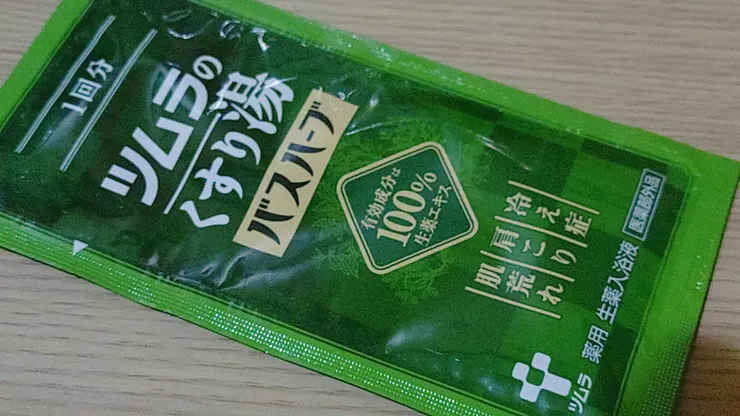 1回分
ツムラの
くすり湯
バスハーブ
有効成分は
100%
生薬エキス
冷え症
肩こり
肌荒れ
医薬部外品
薬用 生薬入浴液
ツムラ